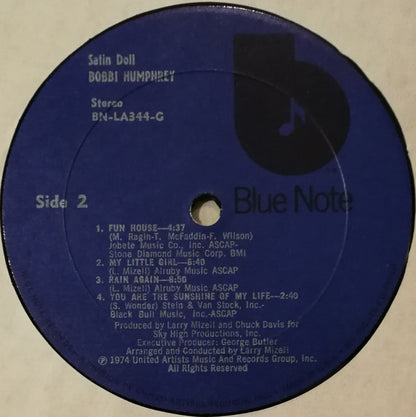 Satin Doll
BOBBI HUMPHREY
Stereo
BN-LA344-G
Side 2
Blue Note
1. FUN HOUSE—4:37
(M. Ragin-T. McFaddin-F. Wilson)
Jobete Music Co., Inc. ASCAP-
Stone Diamond Music Corp. BMI
2. MY LITTLE GIRL—6:40
(L. Mizell) Alruby Music ASCAP
3. RAIN AGAIN—6:50
(L. Mizell) Alruby Music ASCAP
4. YOU ARE THE SUNSHINE OF MY LIFE—2:40
(S. Wonder) Stein & Van Stock, Inc.-
Black Bull Music, Inc. ASCAP
Produced by Larry Mizell and Chuck Davis for
Sky High Productions, Inc.
Executive Producer: George Butler
Arranged and Conducted by Larry Mizell
Ⓟ1974 United Artists Music And Records Group, Inc.
All Rights Reserved